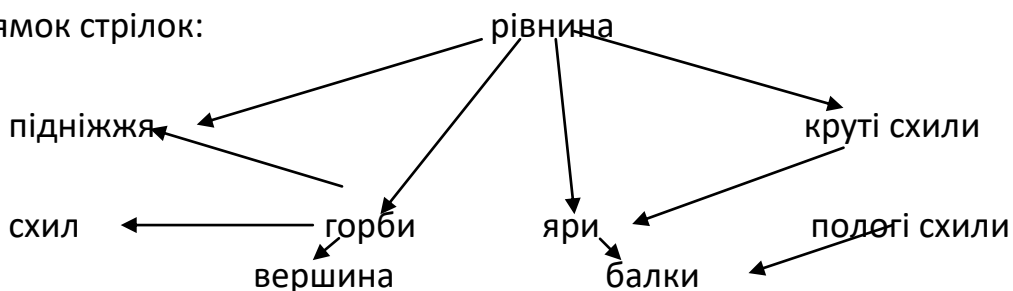 ямок стрілок: рівнина
підніжжя круті схили
схил горби яри пологі схили
вершина балки